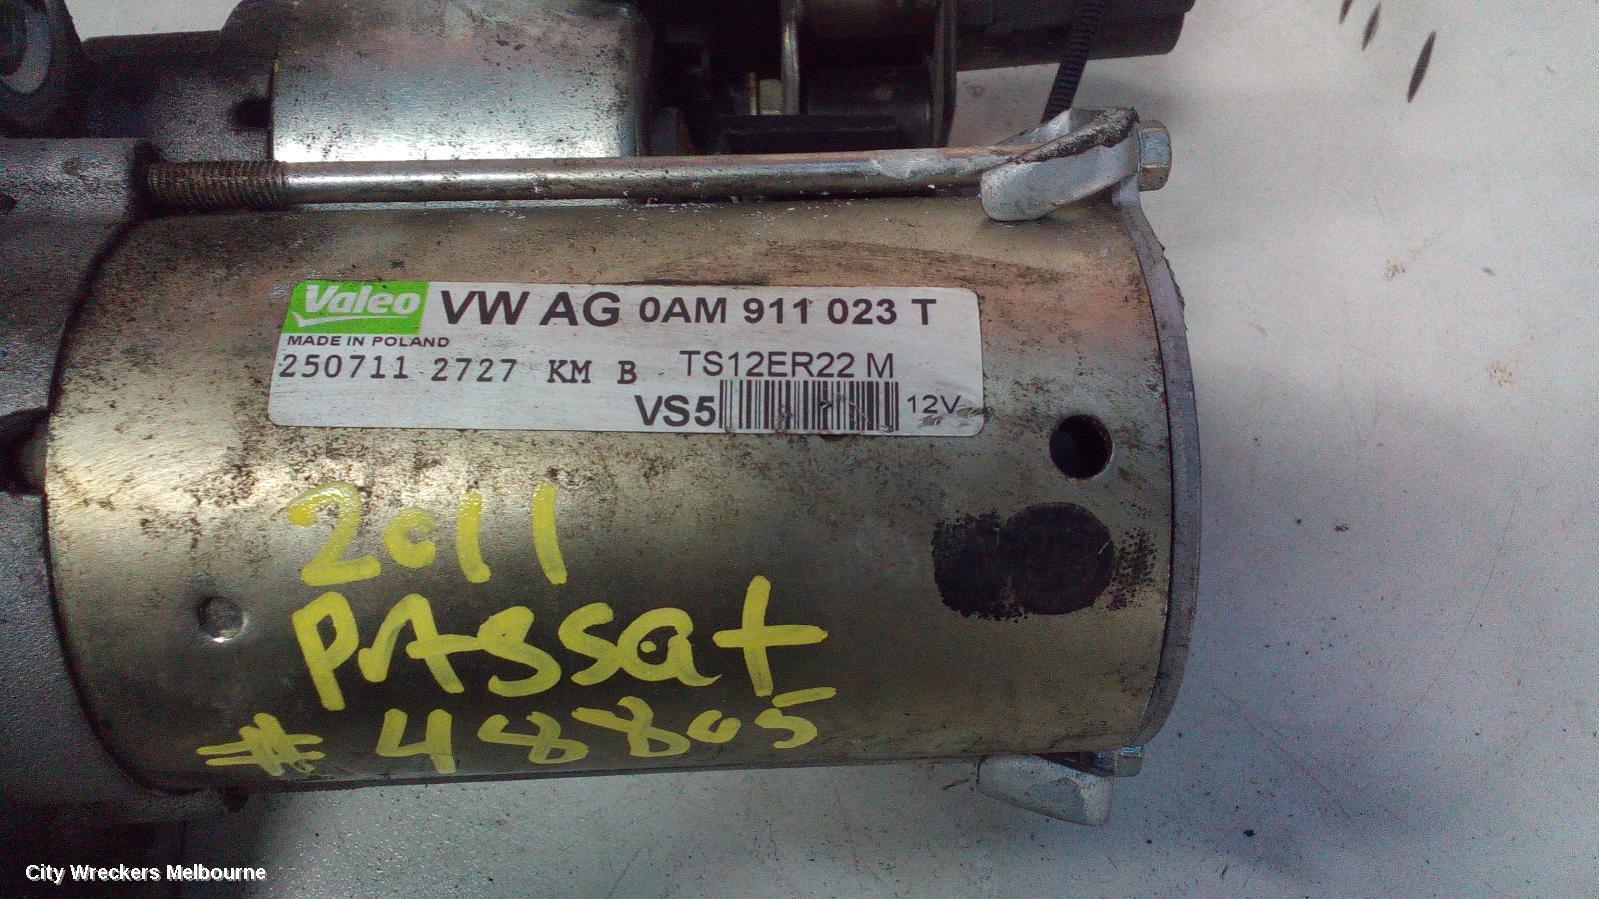 Valeo VW AG 0AM 911 023 T
MADE IN POLAND
250711 2727 KM B TS12ER22 M
VS5 12V
2011
PASSat
# 48805
City Wreckers Melbourne